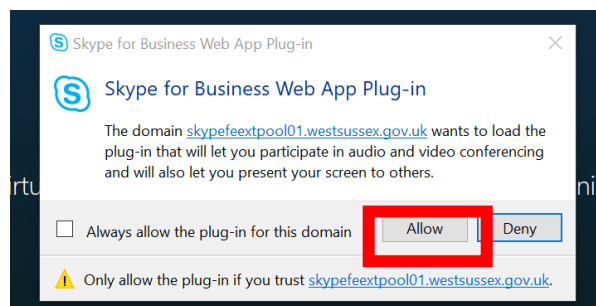 Skype for Business Web App Plug-in
Skype for Business Web App Plug-in
The domain skypefeextpool01.westsussex.gov.uk wants to load the
plug-in that will let you participate in audio and video conferencing
and will also let you present your screen to others.
irtu
ni
Always allow the plug-in for this domain
Allow
Deny
Only allow the plug-in if you trust skypefeextpool01.westsussex.gov.uk.